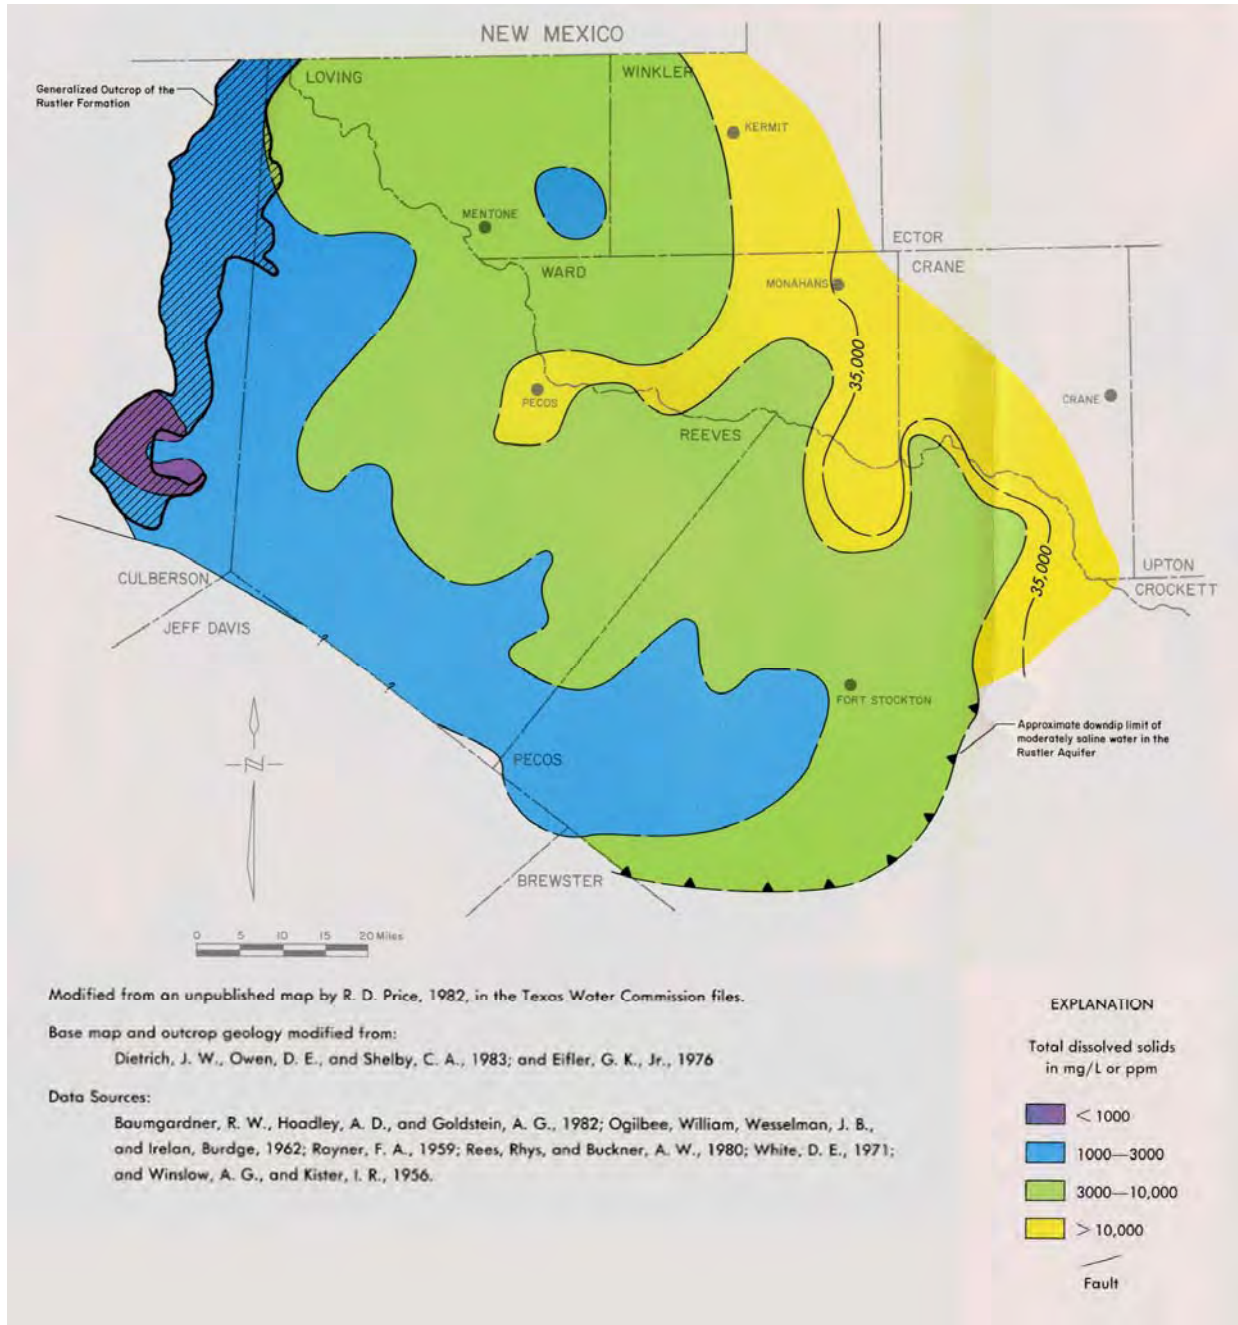 NEW MEXICO
LOVING
WINKLER
Generalized Outcrop of the
Rustler Formation
KERMIT
MENTONE
ECTOR
WARD
CRANE
MONAHANS
35,000
PECOS
CRANE
REEVES
35,000
UPTON
CROCKETT
CULBERSON
JEFF DAVIS
FORT STOCKTON
Approximate downdip limit of
moderately saline water in the
Rustler Aquifer
N
PECOS
BREWSTER
0 5 10 15 20 Miles
Modified from an unpublished map by R. D. Price, 1982, in the Texas Water Commission files.
Base map and outcrop geology modified from:
Dietrich, J. W., Owen, D. E., and Shelby, C. A., 1983; and Eifler, G. K., Jr., 1976
Data Sources:
Baumgardner, R. W., Hoadley, A. D., and Goldstein, A. G., 1982; Ogilbee, William, Wesselman, J. B.,
and Irelan, Burdge, 1962; Rayner, F. A., 1959; Rees, Rhys, and Buckner, A. W., 1980; White, D. E., 1971;
and Winslow, A. G., and Kister, I. R., 1956.
EXPLANATION
Total dissolved solids
in mg/L or ppm
< 1000
1000—3000
3000—10,000
> 10,000
Fault